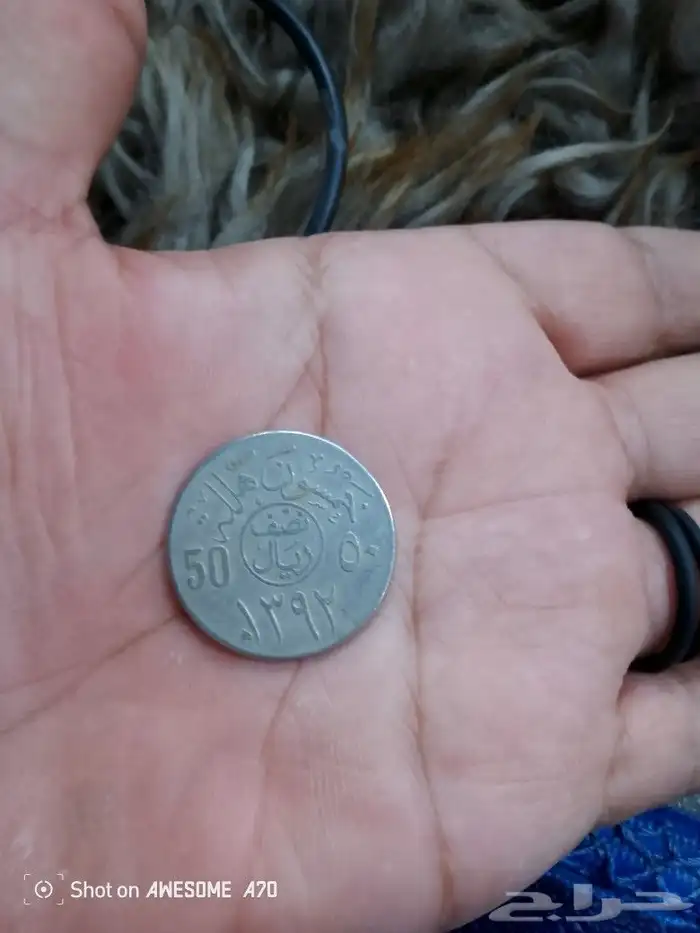 خمسون هللة
نصف
ريال
50 ٥٠
١٣٩٢
Shot on AWESOME A70
حراج